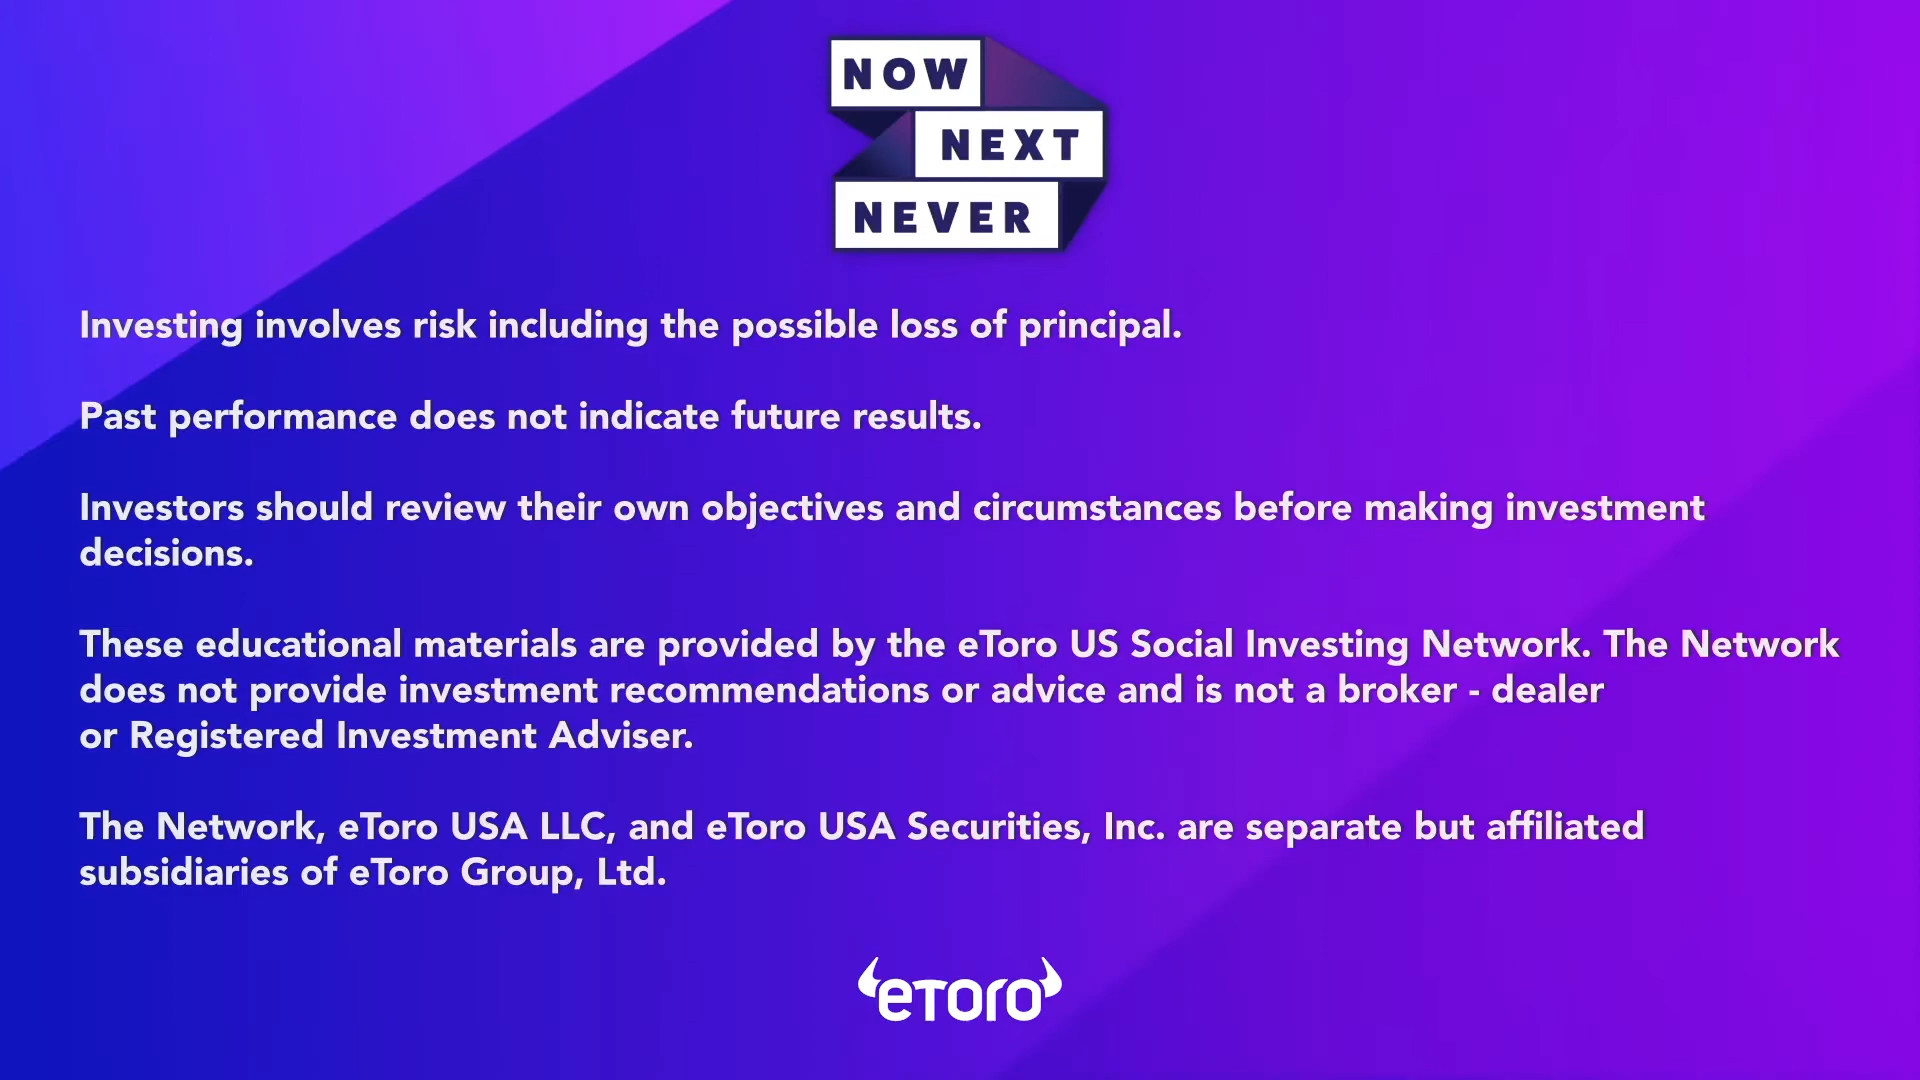 NOW
NEXT
NEVER
Investing involves risk including the possible loss of principal.
Past performance does not indicate future results.
Investors should review their own objectives and circumstances before making investment
decisions.
These educational materials are provided by the eToro US Social Investing Network. The Network
does not provide investment recommendations or advice and is not a broker - dealer
or Registered Investment Adviser.
The Network, eToro USA LLC, and eToro USA Securities, Inc. are separate but affiliated
subsidiaries of eToro Group, Ltd.
eToro